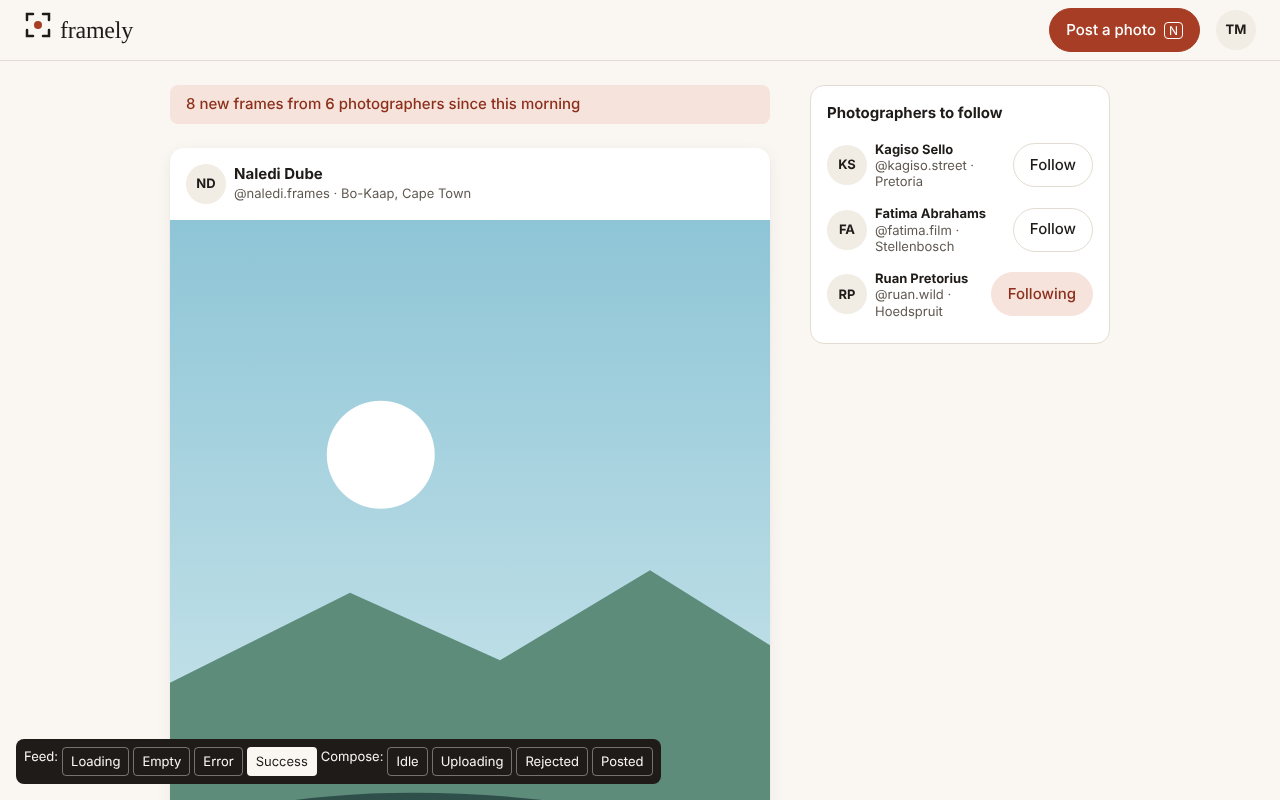 framely
Post a photo N
TM
8 new frames from 6 photographers since this morning
ND
Naledi Dube
@naledi.frames · Bo-Kaap, Cape Town
Photographers to follow
KS
Kagiso Sello
@kagiso.street ·
Pretoria
Follow
FA
Fatima Abrahams
@fatima.film ·
Stellenbosch
Follow
RP
Ruan Pretorius
@ruan.wild ·
Hoedspruit
Following
Feed: Loading Empty Error Success Compose: Idle Uploading Rejected Posted